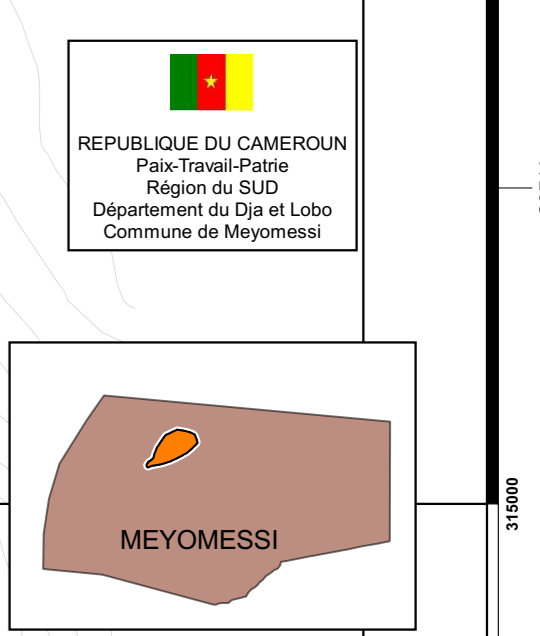 REPUBLIQUE DU CAMEROUN
Paix-Travail-Patrie
Région du SUD
Département du Dja et Lobo
Commune de Meyomessi
MEYOMESSI
315000